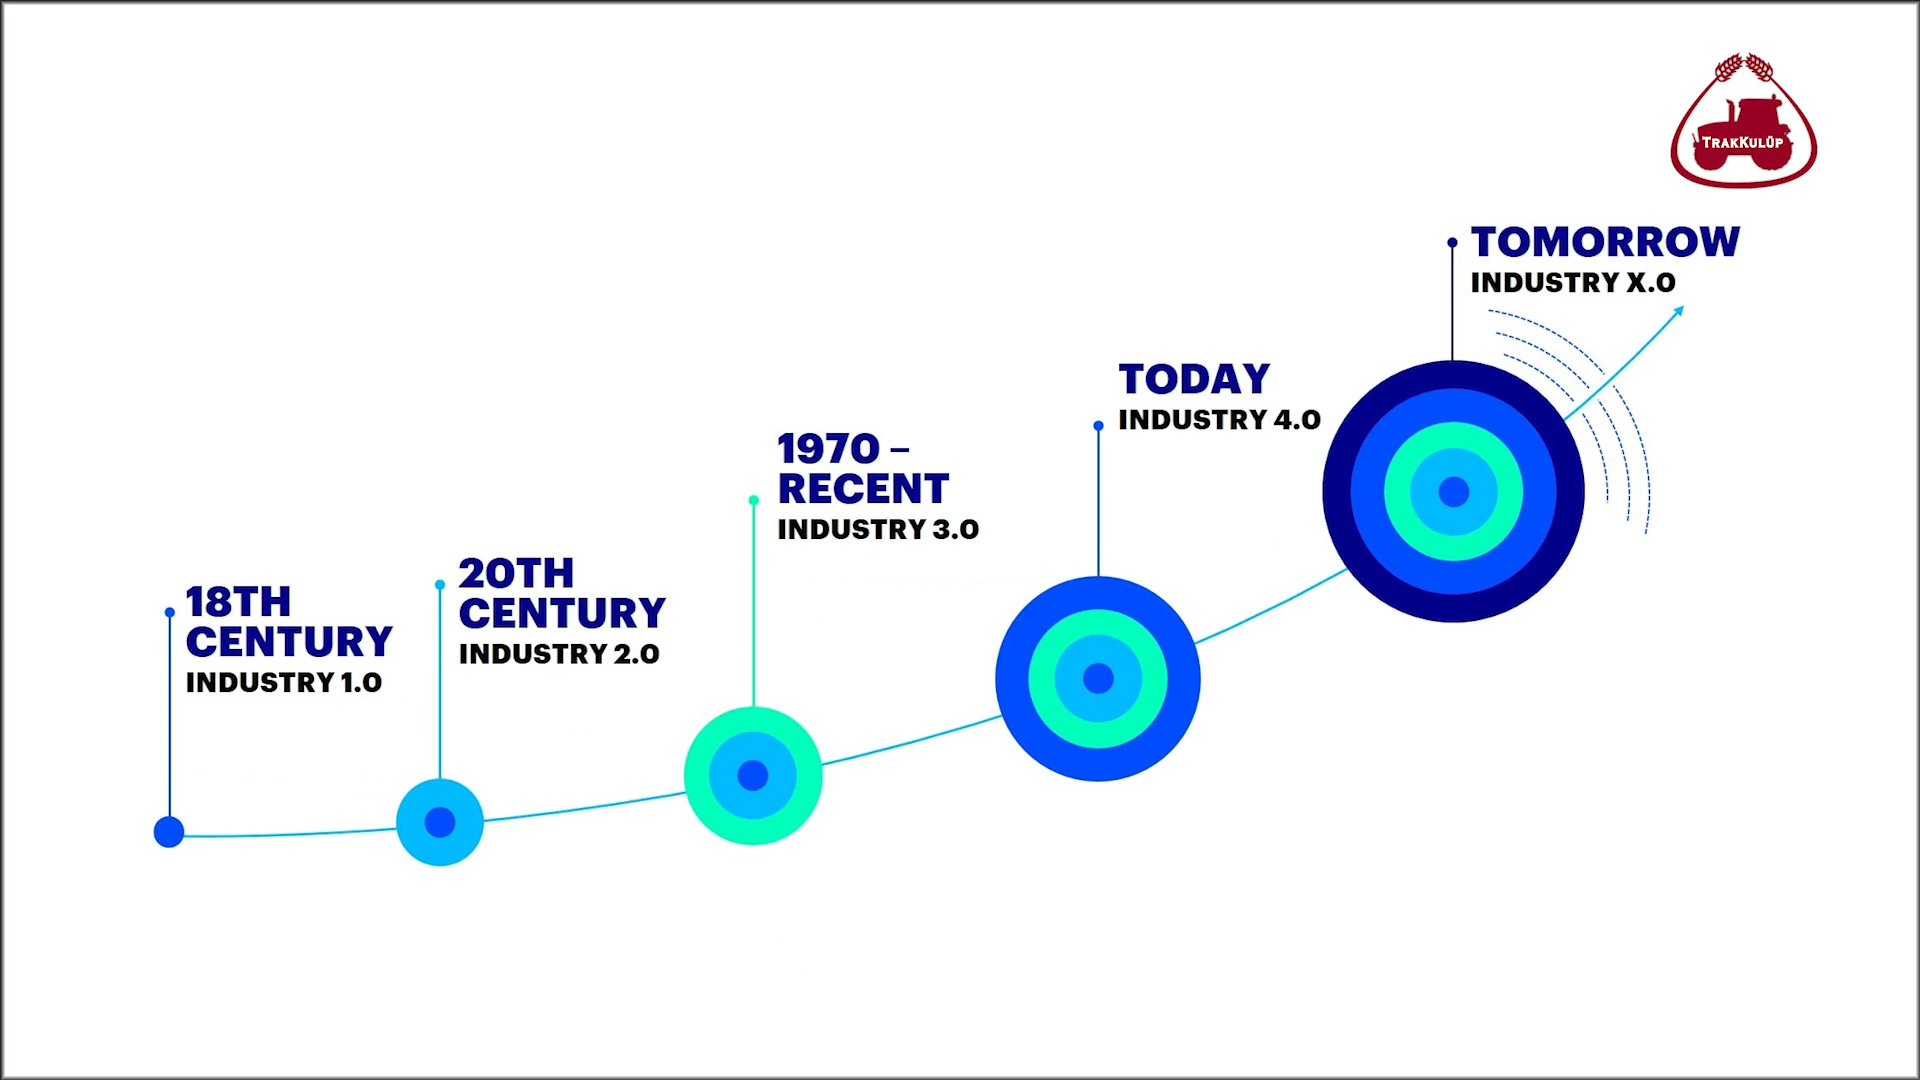 TRAKKULÜP
TOMORROW
INDUSTRY X.0
TODAY
INDUSTRY 4.0
1970 –
RECENT
INDUSTRY 3.0
20TH
CENTURY
INDUSTRY 2.0
18TH
CENTURY
INDUSTRY 1.0